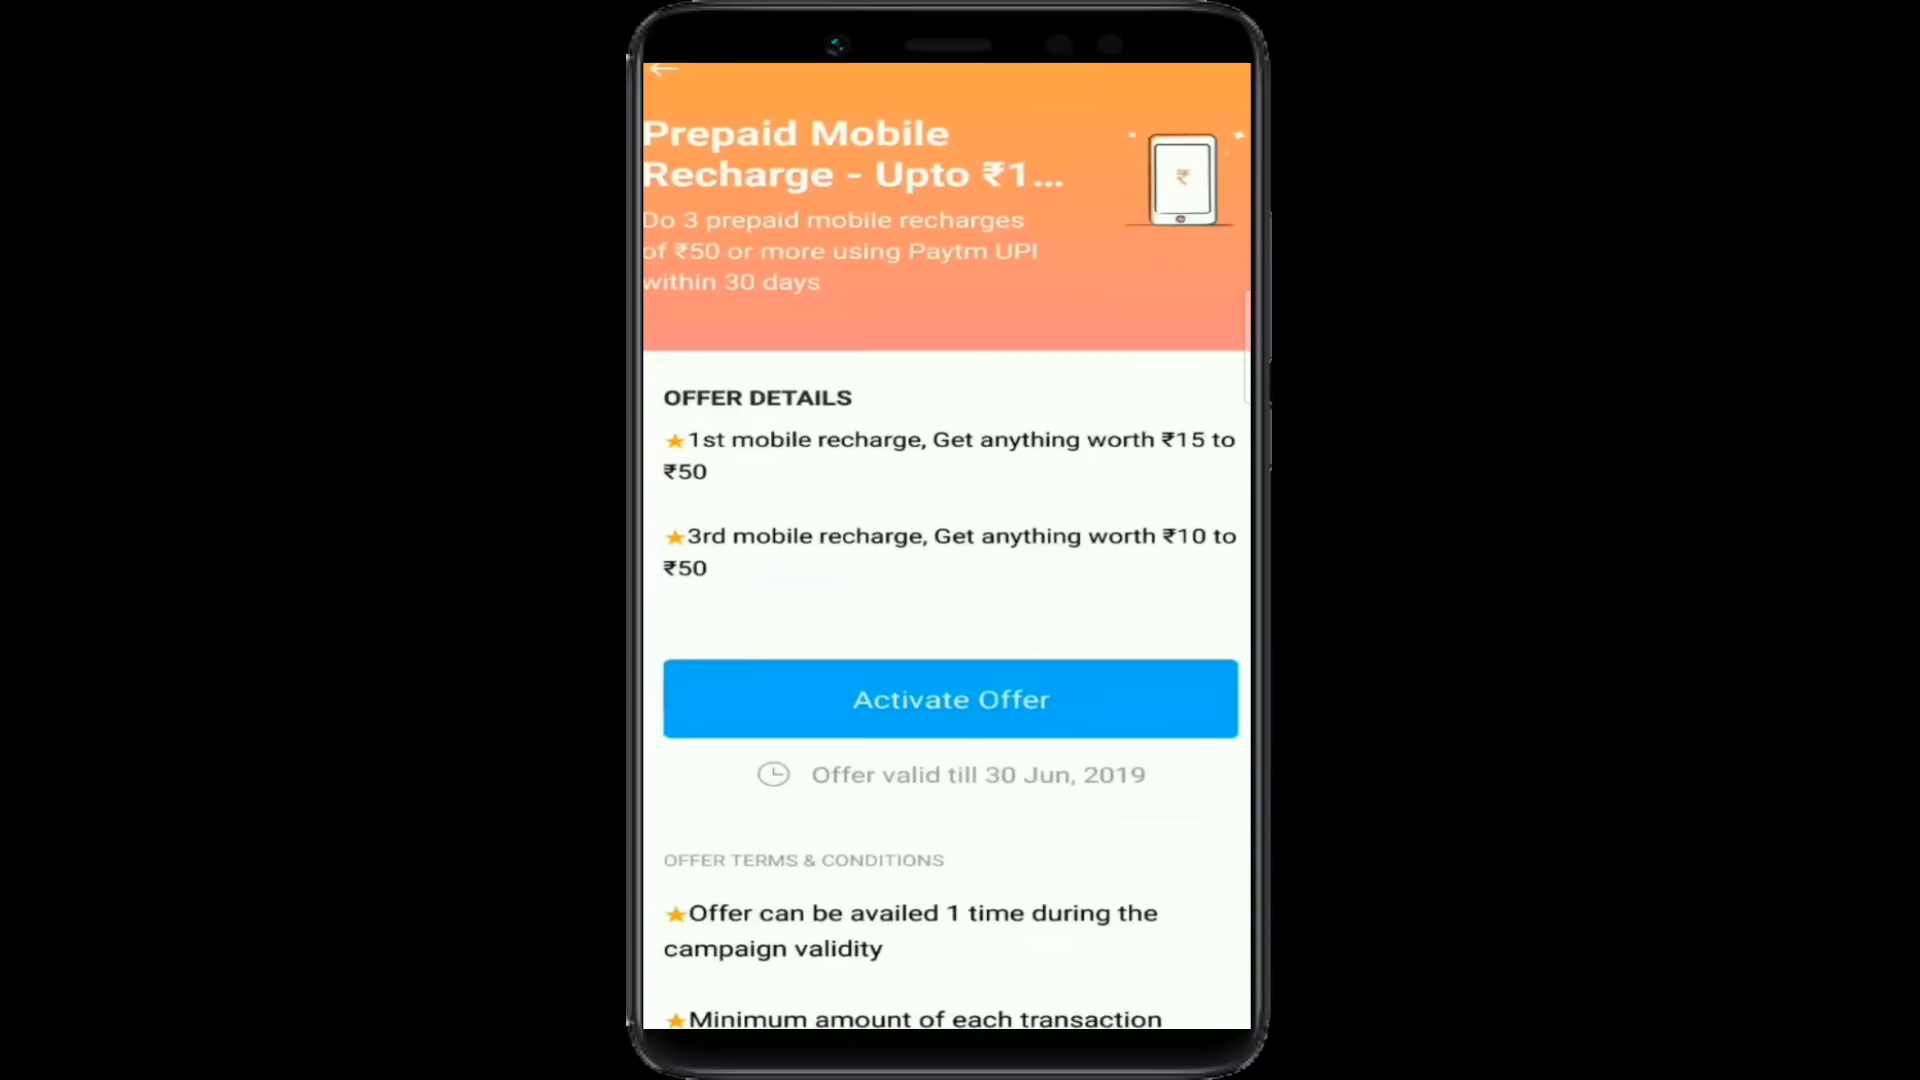 Prepaid Mobile
Recharge - Upto ₹1...
Do 3 prepaid mobile recharges
of ₹50 or more using Paytm UPI
within 30 days
₹
OFFER DETAILS
★1st mobile recharge, Get anything worth ₹15 to
₹50
★3rd mobile recharge, Get anything worth ₹10 to
₹50
Activate Offer
Offer valid till 30 Jun, 2019
OFFER TERMS & CONDITIONS
★Offer can be availed 1 time during the
campaign validity
★Minimum amount of each transaction